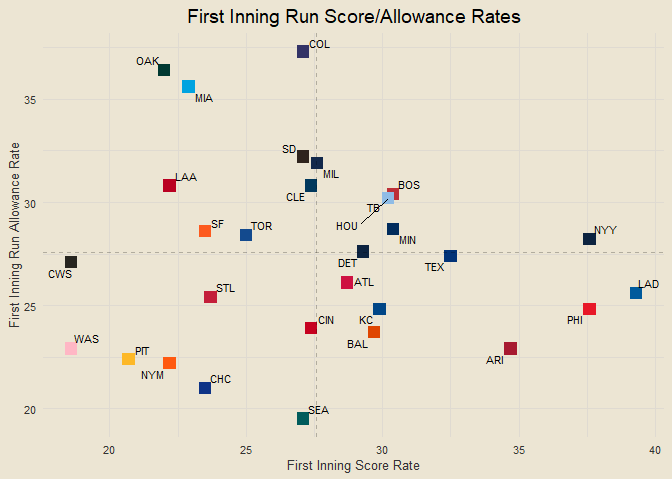 First Inning Run Score/Allowance Rates
COL
OAK
MIA
35
SD
MIL
LAA
CLE
BOS
TB
30
SF
TOR
HOU
MIN
NYY
DET
TEX
CWS
ATL
LAD
STL
25
KC
PHI
CIN
BAL
WAS
ARI
PIT
NYM
CHC
20
SEA
First Inning Run Allowance Rate
20
25
30
35
40
First Inning Score Rate